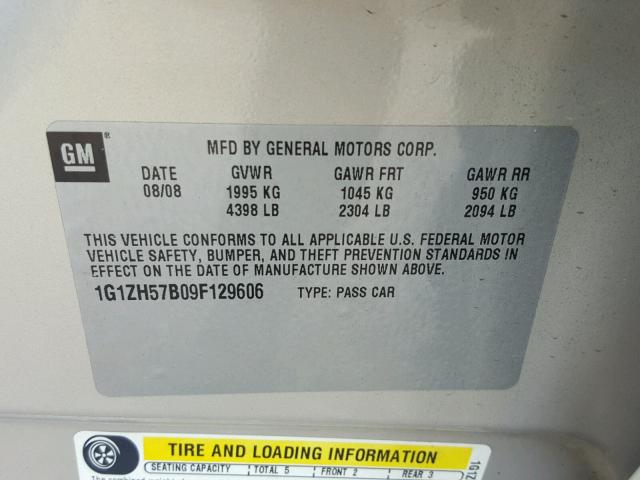 GM ® MFD BY GENERAL MOTORS CORP.
DATE GVWR GAWR FRT GAWR RR
08/08 1995 KG 1045 KG 950 KG
4398 LB 2304 LB 2094 LB
THIS VEHICLE CONFORMS TO ALL APPLICABLE U.S. FEDERAL MOTOR
VEHICLE SAFETY, BUMPER, AND THEFT PREVENTION STANDARDS IN
EFFECT ON THE DATE OF MANUFACTURE SHOWN ABOVE.
1G1ZH57B09F129606 TYPE: PASS CAR
TIRE AND LOADING INFORMATION
SEATING CAPACITY TOTAL 5 FRONT 2 REAR 3
1G1Z